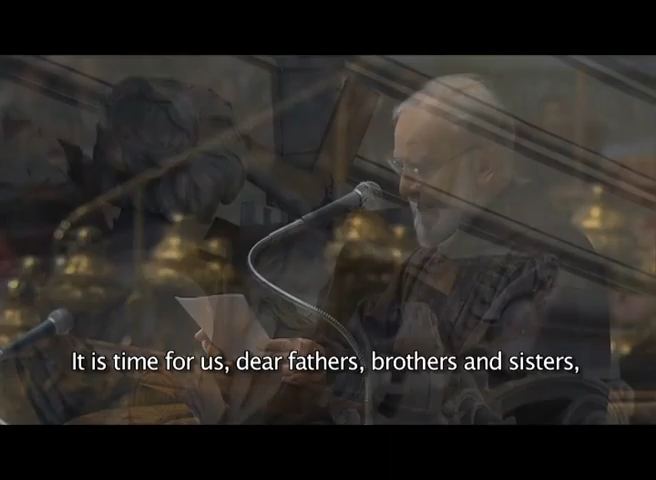 It is time for us, dear fathers, brothers and sisters,